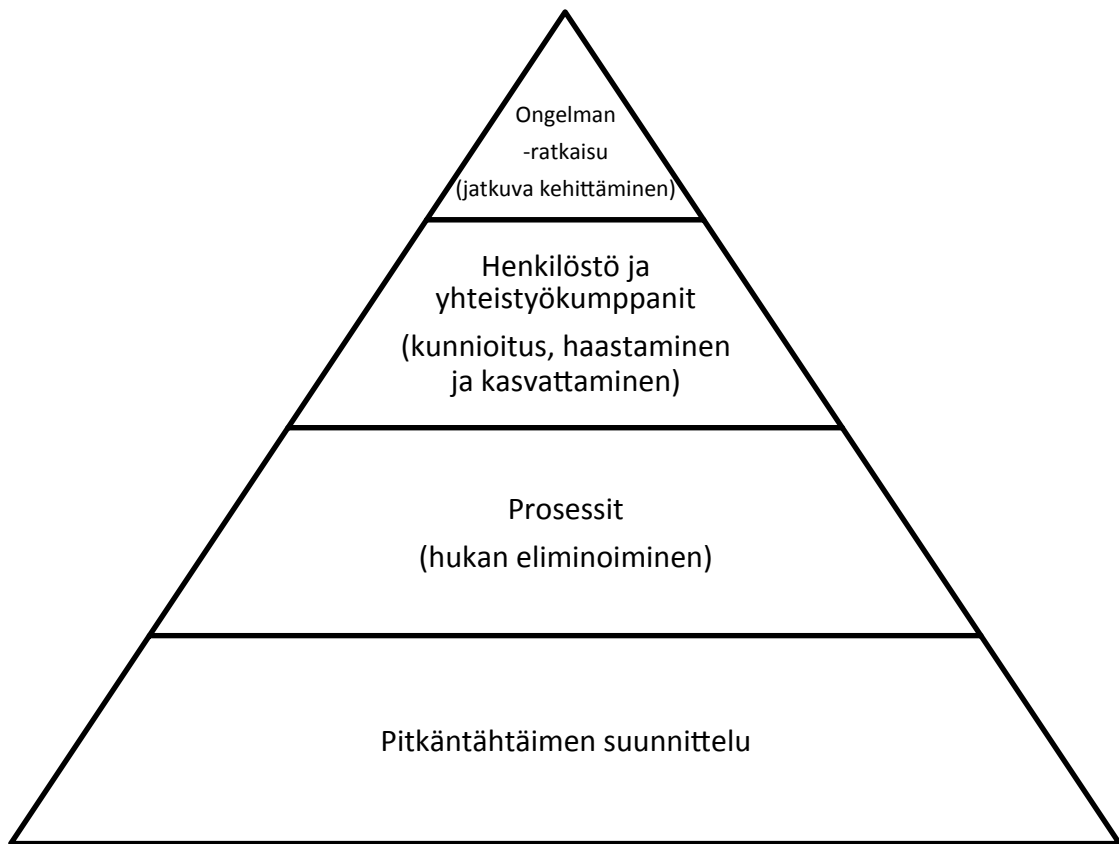 Ongelman
-ratkaisu
(jatkuva kehittäminen)
Henkilöstö ja
yhteistyökumppanit
(kunnioitus, haastaminen
ja kasvattaminen)
Prosessit
(hukan eliminoiminen)
Pitkäntähtäimen suunnittelu